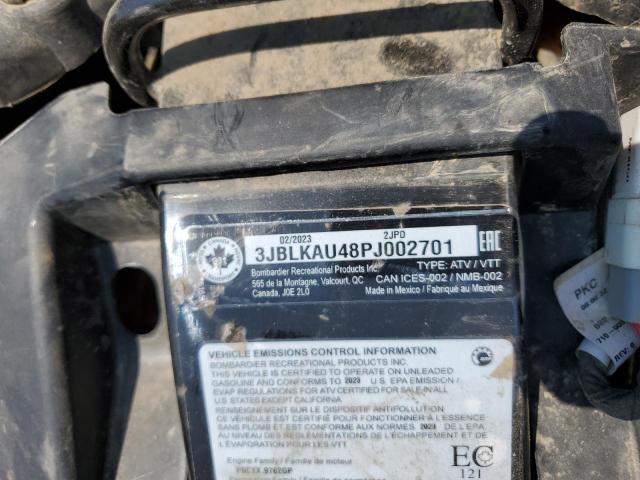 02/2023 2JPD
3JBLKAU48PJ002701
EAC
Bombardier Recreational Products Inc. TYPE: ATV / VTT
565 de la Montagne, Valcourt, QC CAN ICES-002 / NMB-002
Canada, J0E 2L0 Made in Mexico / Fabriqué au Mexique
PKC
VEHICLE EMISSIONS CONTROL INFORMATION
BOMBARDIER RECREATIONAL PRODUCTS INC.
THIS VEHICLE IS CERTIFIED TO OPERATE ON UNLEADED
GASOLINE AND CONFORMS TO 2023 U.S. EPA EMISSION /
EVAP REGULATIONS FOR ATV CERTIFIED FOR SALE IN ALL
U.S STATES EXCEPT CALIFORNIA
RENSEIGNEMENT SUR LE DISPOSITIF ANTIPOLLUTION
CE VÉHICULE EST CERTIFIÉ POUR FONCTIONNER À L'ESSENCE
SANS PLOMB ET EST CONFORME AUX NORMES 2023 DE L'EPA
AU NIVEAU DES RÈGLEMENTS DE L'ÉCHAPPEMENT ET DE
L'ÉVAPORATION POUR LES-VTT.
Engine Family / Famille de moteur
EC
121